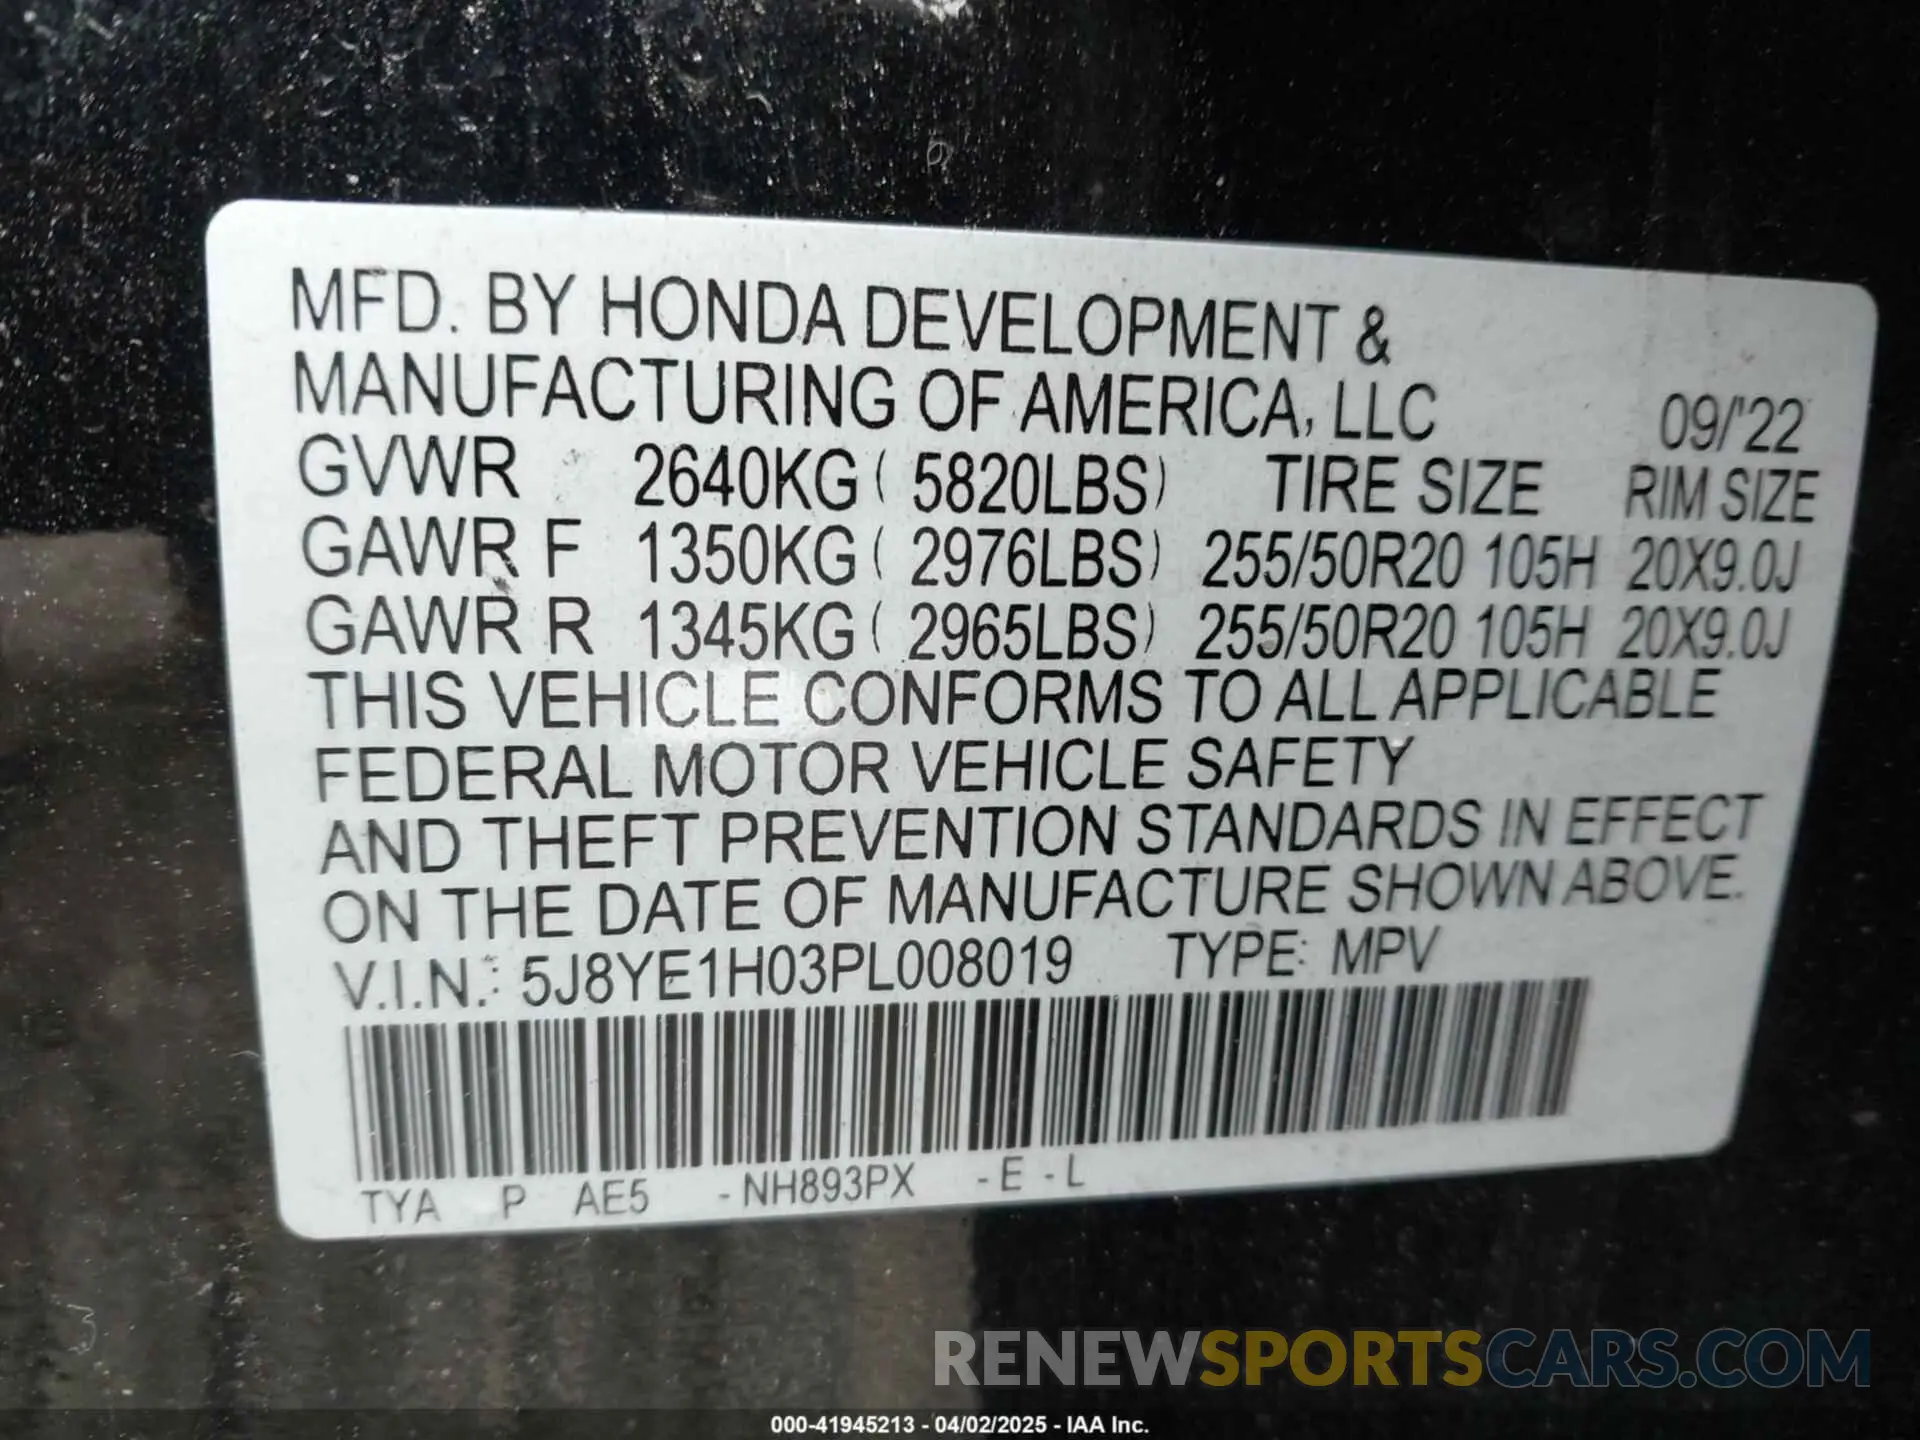 MFD. BY HONDA DEVELOPMENT &
MANUFACTURING OF AMERICA, LLC 09/'22
GVWR 2640KG ( 5820LBS) TIRE SIZE RIM SIZE
GAWR F 1350KG ( 2976LBS) 255/50R20 105H 20X9.0J
GAWR R 1345KG ( 2965LBS) 255/50R20 105H 20X9.0J
THIS VEHICLE CONFORMS TO ALL APPLICABLE
FEDERAL MOTOR VEHICLE SAFETY
AND THEFT PREVENTION STANDARDS IN EFFECT
ON THE DATE OF MANUFACTURE SHOWN ABOVE.
V.I.N.: 5J8YE1H03PL008019 TYPE: MPV
TYA P AE5 -NH893PX -E -L
RENEWSPORTSCARS.COM
000-41945213 - 04/02/2025 - IAA Inc.